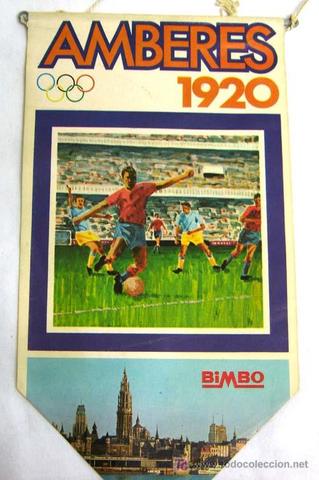 AMBERES
1920
BiMBO
todocoleccion.net